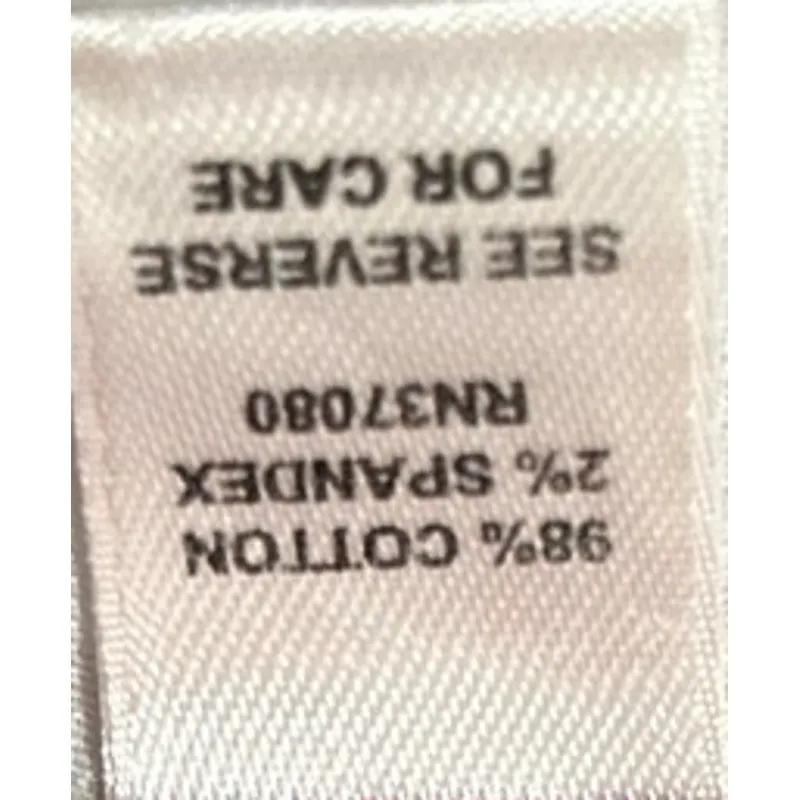 98% COTTON
2% SPANDEX
RN37080
SEE REVERSE
FOR CARE